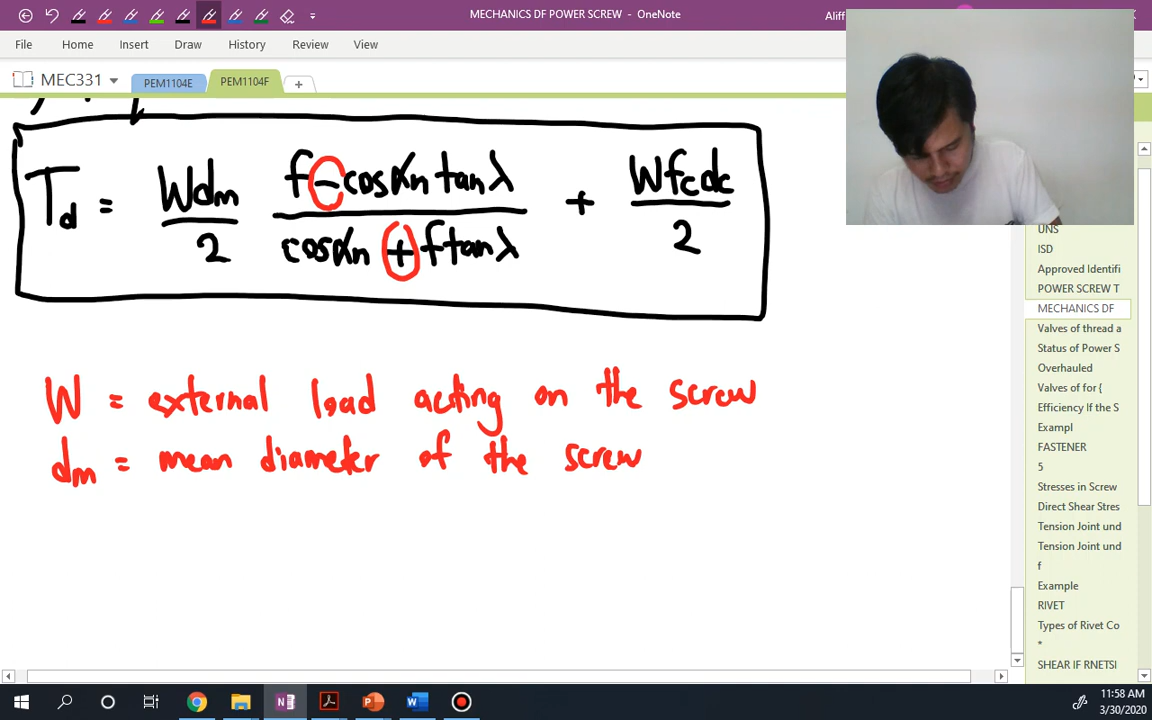 MECHANICS DF POWER SCREW - OneNote
Aliff
File Home Insert Draw History Review View
MEC331 PEM1104E PEM1104F
Td = Wdm/2 (f - cosαn tanλ)/(cosαn + f tanλ) + Wfcdc/2
W = external load acting on the screw
dm = mean diameter of the screw
UNS
ISD
Approved Identifi
POWER SCREW T
MECHANICS DF
Valves of thread a
Status of Power S
Overhauled
Valves of for {
Efficiency If the S
Exampl
FASTENER
5
Stresses in Screw
Direct Shear Stres
Tension Joint und
Tension Joint und
f
Example
RIVET
Types of Rivet Co
*
SHEAR IF RNETSI
11:58 AM
3/30/2020